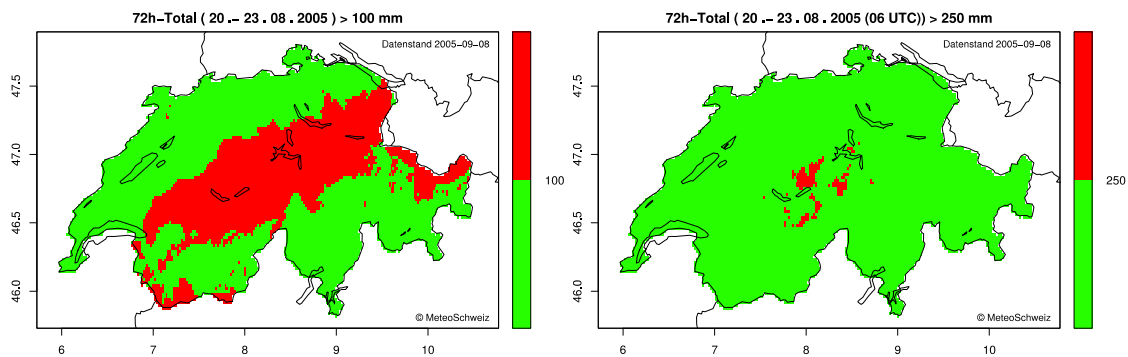 72h−Total ( 20 .− 23 . 08 . 2005 ) > 100 mm
Datenstand 2005−09−08
47.5
47.0
46.5
46.0
100
© MeteoSchweiz
6 7 8 9 10
72h−Total ( 20 .− 23 . 08 . 2005 (06 UTC)) > 250 mm
Datenstand 2005−09−08
47.5
47.0
46.5
46.0
250
© MeteoSchweiz
6 7 8 9 10